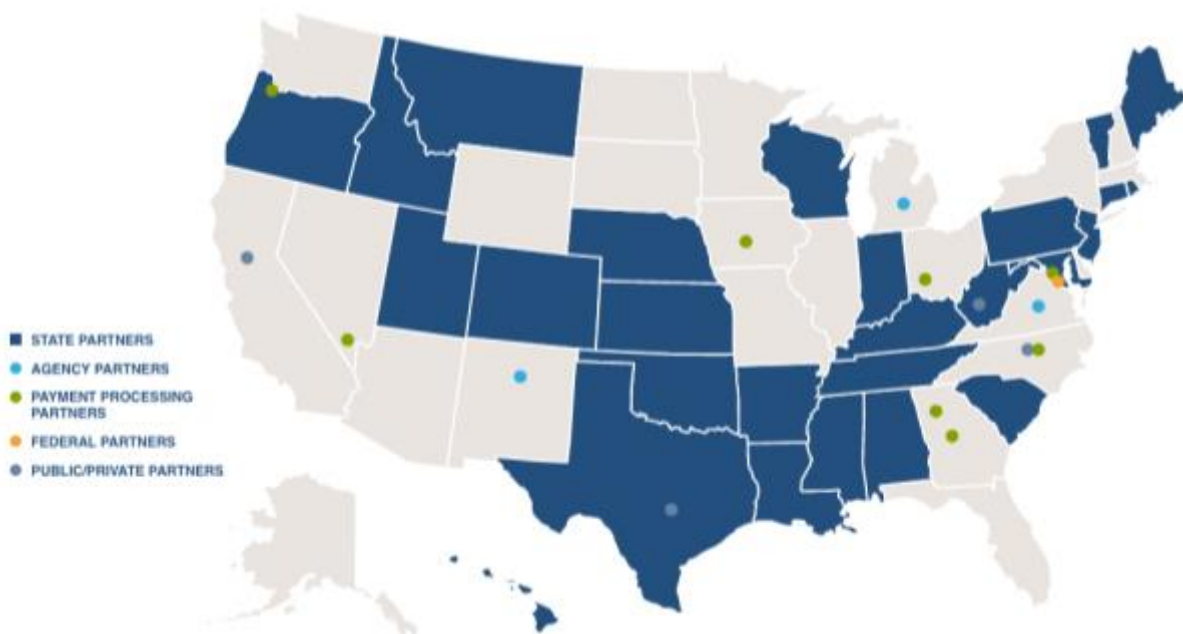 STATE PARTNERS
AGENCY PARTNERS
PAYMENT PROCESSING
PARTNERS
FEDERAL PARTNERS
PUBLIC/PRIVATE PARTNERS